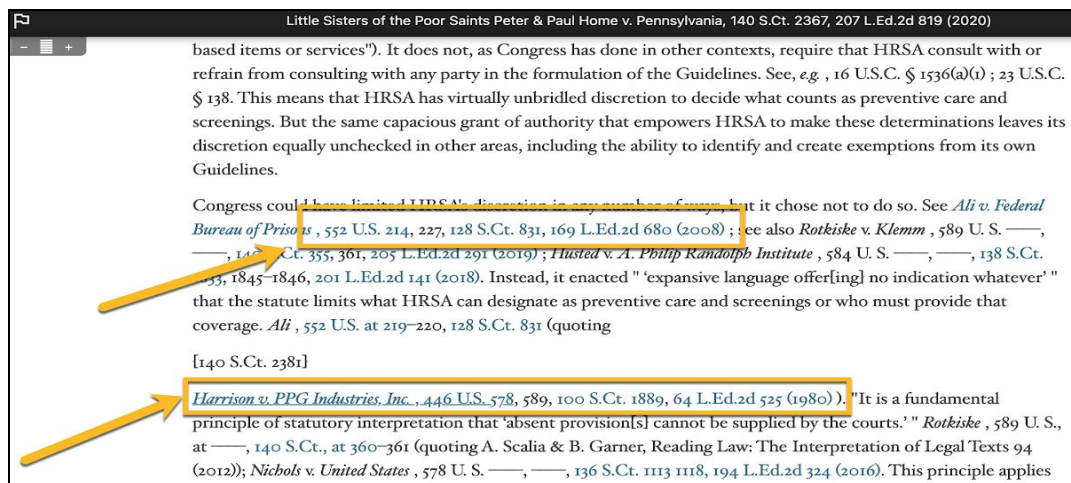 Little Sisters of the Poor Saints Peter & Paul Home v. Pennsylvania, 140 S.Ct. 2367, 207 L.Ed.2d 819 (2020)
− +
based items or services"). It does not, as Congress has done in other contexts, require that HRSA consult with or
refrain from consulting with any party in the formulation of the Guidelines. See, e.g. , 16 U.S.C. § 1536(a)(1) ; 23 U.S.C.
§ 138. This means that HRSA has virtually unbridled discretion to decide what counts as preventive care and
screenings. But the same capacious grant of authority that empowers HRSA to make these determinations leaves its
discretion equally unchecked in other areas, including the ability to identify and create exemptions from its own
Guidelines.
Congress could have limited HRSA's discretion in any number of ways, but it chose not to do so. See Ali v. Federal
Bureau of Prisons , 552 U.S. 214, 227, 128 S.Ct. 831, 169 L.Ed.2d 680 (2008) ; see also Rotkiske v. Klemm , 589 U. S. ––––,
––––, 140 S.Ct. 355, 361, 205 L.Ed.2d 291 (2019) ; Husted v. A. Philip Randolph Institute , 584 U. S. ––––, ––––, 138 S.Ct.
1833, 1845–1846, 201 L.Ed.2d 141 (2018). Instead, it enacted " 'expansive language offer[ing] no indication whatever' "
that the statute limits what HRSA can designate as preventive care and screenings or who must provide that
coverage. Ali , 552 U.S. at 219–220, 128 S.Ct. 831 (quoting
[140 S.Ct. 2381]
Harrison v. PPG Industries, Inc. , 446 U.S. 578, 589, 100 S.Ct. 1889, 64 L.Ed.2d 525 (1980) ). "It is a fundamental
principle of statutory interpretation that 'absent provision[s] cannot be supplied by the courts.' " Rotkiske , 589 U. S.,
at ––––, 140 S.Ct., at 360–361 (quoting A. Scalia & B. Garner, Reading Law: The Interpretation of Legal Texts 94
(2012)); Nichols v. United States , 578 U. S. ––––, ––––, 136 S.Ct. 1113 1118, 194 L.Ed.2d 324 (2016). This principle applies